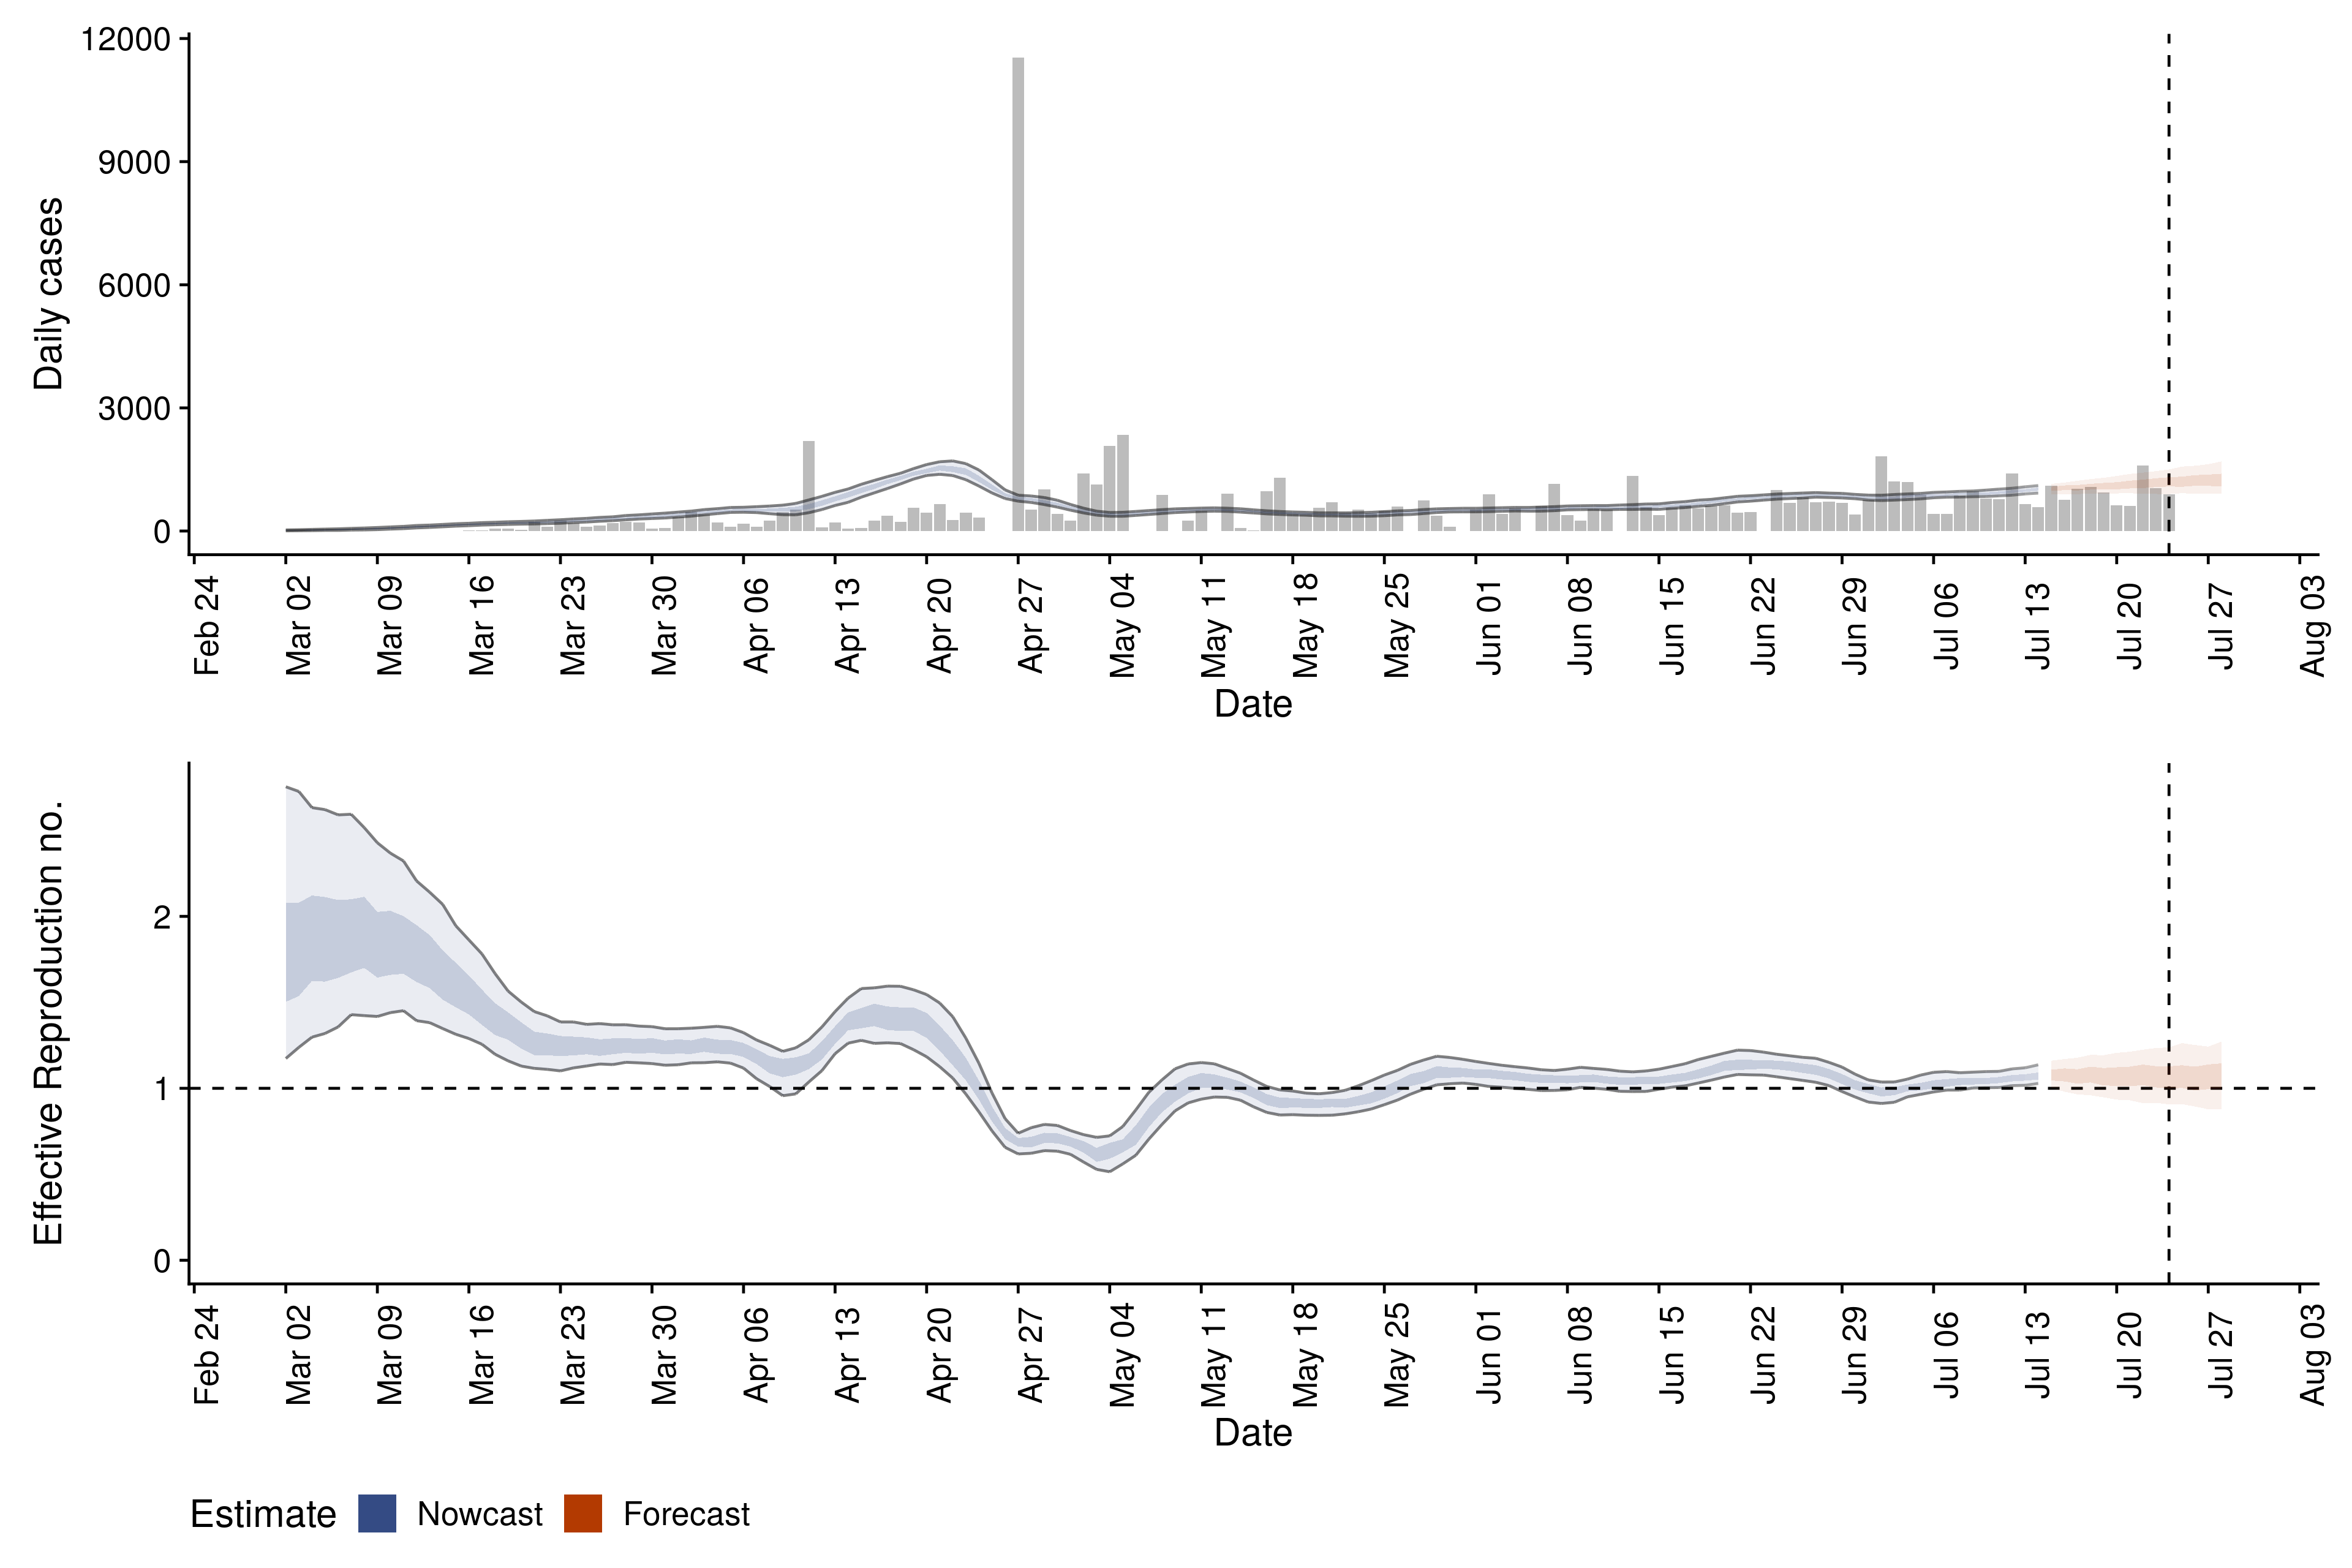 12000
9000
6000
3000
0
Daily cases
Feb 24 Mar 02 Mar 09 Mar 16 Mar 23 Mar 30 Apr 06 Apr 13 Apr 20 Apr 27 May 04 May 11 May 18 May 25 Jun 01 Jun 08 Jun 15 Jun 22 Jun 29 Jul 06 Jul 13 Jul 20 Jul 27 Aug 03
Date
2
1
0
Effective Reproduction no.
Feb 24 Mar 02 Mar 09 Mar 16 Mar 23 Mar 30 Apr 06 Apr 13 Apr 20 Apr 27 May 04 May 11 May 18 May 25 Jun 01 Jun 08 Jun 15 Jun 22 Jun 29 Jul 06 Jul 13 Jul 20 Jul 27 Aug 03
Date
Estimate Nowcast Forecast